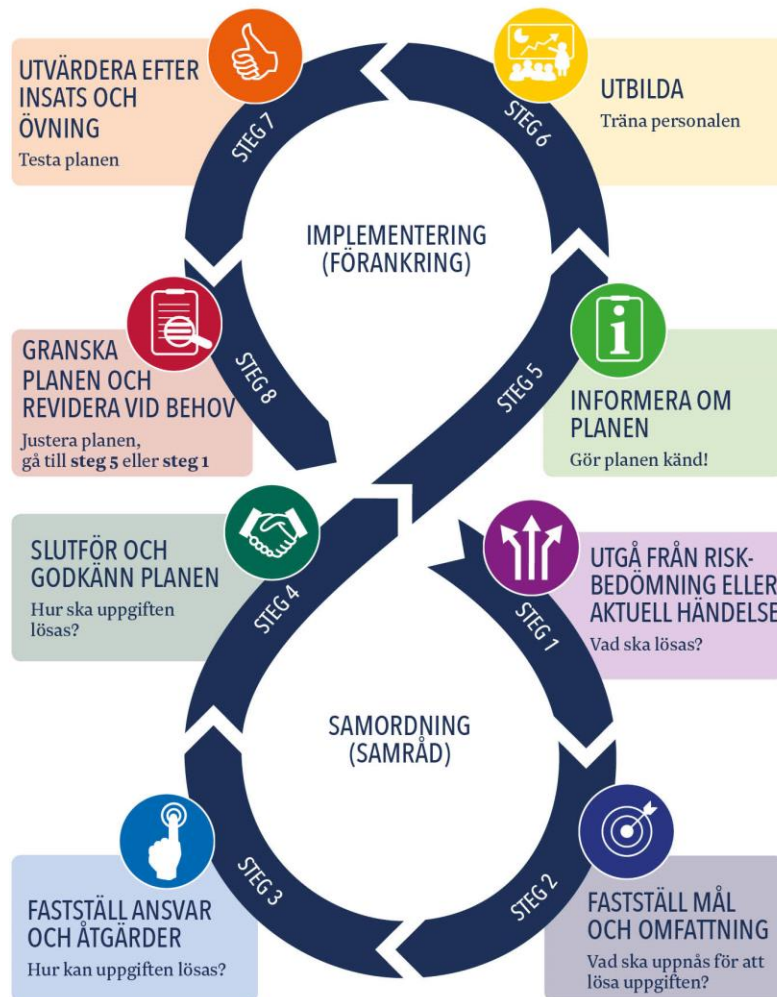 UTVÄRDERA EFTER
INSATS OCH
ÖVNING
Testa planen
STEG 7
STEG 6
UTBILDA
Träna personalen
IMPLEMENTERING
(FÖRANKRING)
GRANSKA
PLANEN OCH
REVIDERA VID BEHOV
Justera planen,
gå till steg 5 eller steg 1
STEG 8
STEG 5
INFORMERA OM
PLANEN
Gör planen känd!
SLUTFÖR OCH
GODKÄNN PLANEN
Hur ska uppgiften
lösas?
STEG 4
STEG 1
UTGÅ FRÅN RISK-
BEDÖMNING ELLER
AKTUELL HÄNDELSE
Vad ska lösas?
SAMORDNING
(SAMRÅD)
FASTSTÄLL ANSVAR
OCH ÅTGÄRDER
Hur kan uppgiften lösas?
STEG 3
STEG 2
FASTSTÄLL MÅL
OCH OMFATTNING
Vad ska uppnås för att
lösa uppgiften?